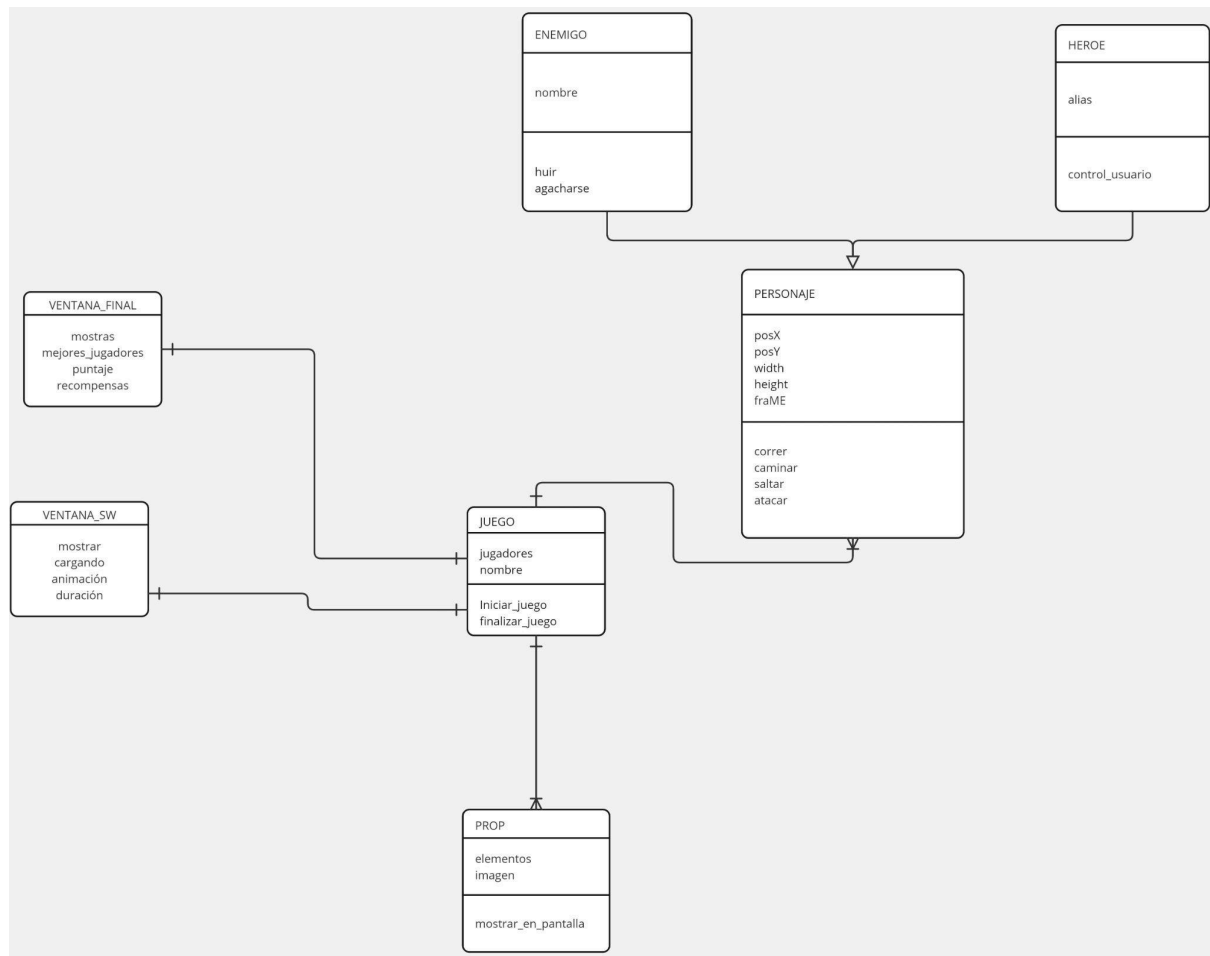 ENEMIGO
nombre
huir
agacharse
HEROE
alias
control_usuario
PERSONAJE
posX
posY
width
height
fraME
correr
caminar
saltar
atacar
VENTANA_FINAL
mostras
mejores_jugadores
puntaje
recompensas
VENTANA_SW
mostrar
cargando
animación
duración
JUEGO
jugadores
nombre
Iniciar_juego
finalizar_juego
PROP
elementos
imagen
mostrar_en_pantalla